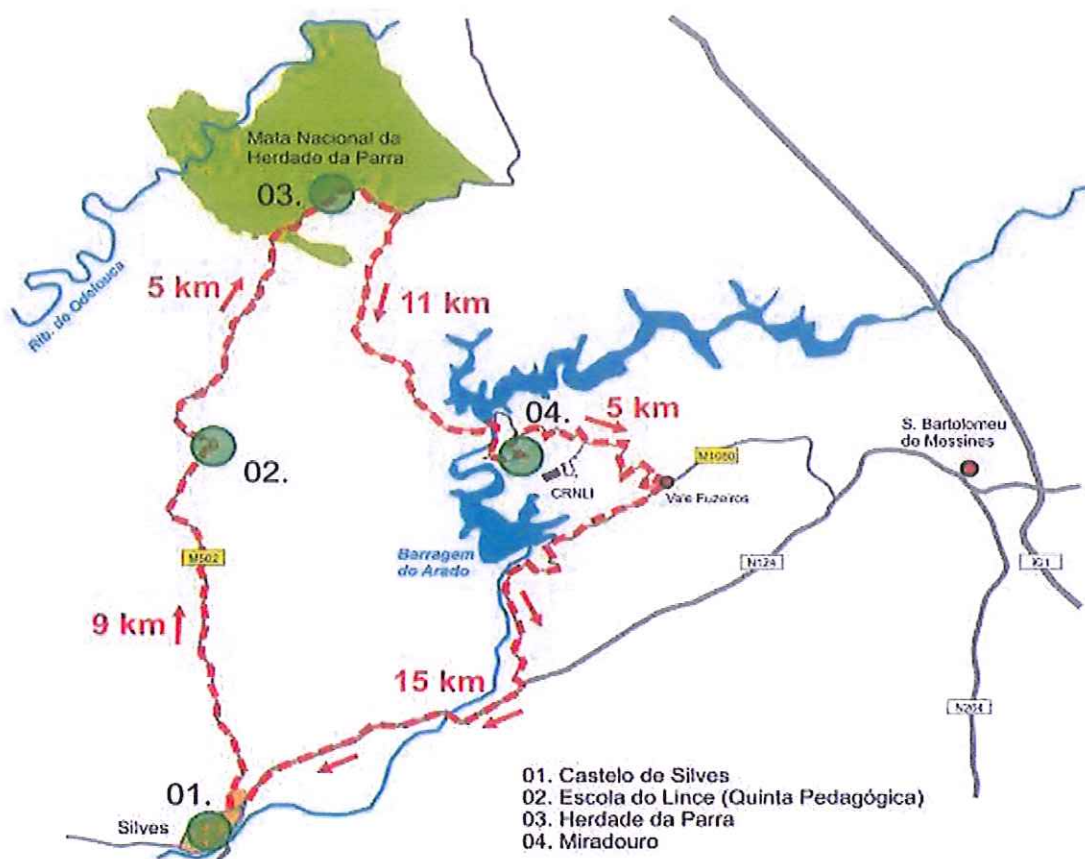 Mata Nacional da
Herdade da Parra
03.
Rib. de Odelouca
5 km
11 km
04.
5 km
S. Bartolomeu
de Messines
02.
CRNLI
M1080
Vale Fuzeiros
M502
Barragem
do Arado
N124
IC1
9 km
15 km
N264
01.
Silves
01. Castelo de Silves
02. Escola do Lince (Quinta Pedagógica)
03. Herdade da Parra
04. Miradouro